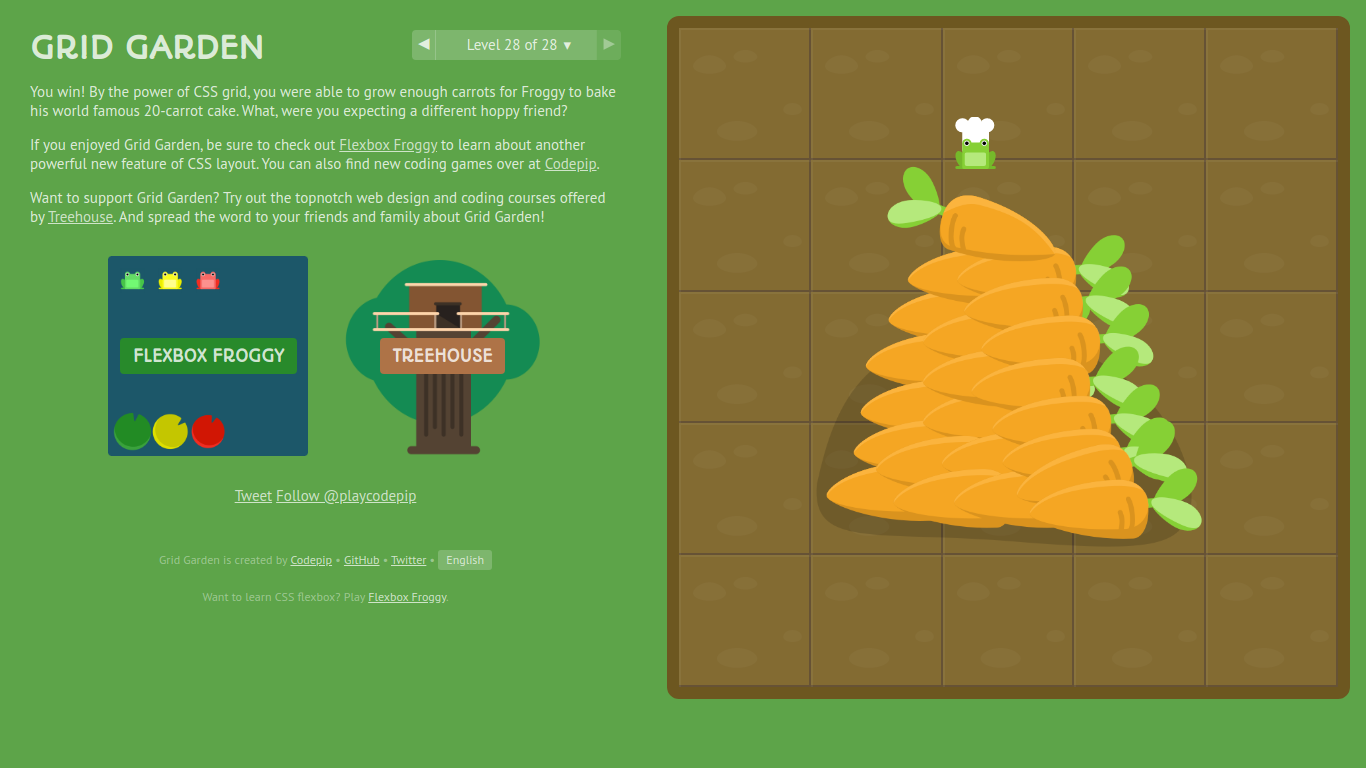 GRID GARDEN
◀ Level 28 of 28 ▼ ▶
You win! By the power of CSS grid, you were able to grow enough carrots for Froggy to bake
his world famous 20-carrot cake. What, were you expecting a different hoppy friend?
If you enjoyed Grid Garden, be sure to check out Flexbox Froggy to learn about another
powerful new feature of CSS layout. You can also find new coding games over at Codepip.
Want to support Grid Garden? Try out the topnotch web design and coding courses offered
by Treehouse. And spread the word to your friends and family about Grid Garden!
FLEXBOX FROGGY
TREEHOUSE
Tweet Follow @playcodepip
Grid Garden is created by Codepip • GitHub • Twitter • English
Want to learn CSS flexbox? Play Flexbox Froggy.